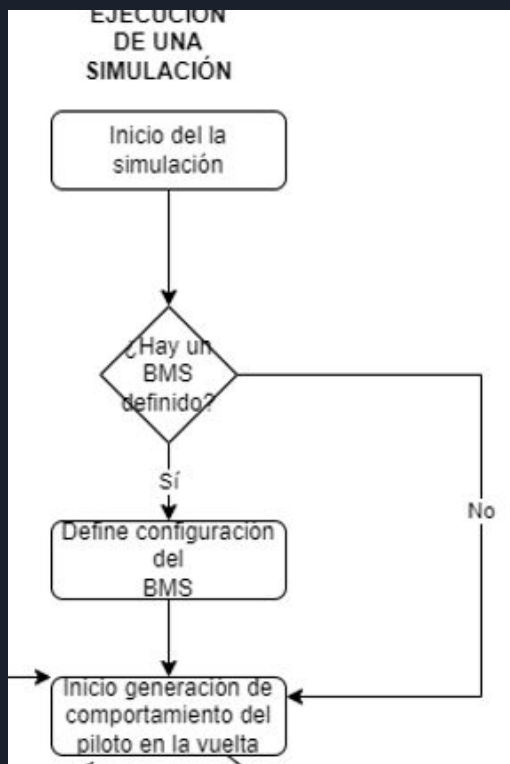 EJECUCIÓN
DE UNA
SIMULACIÓN
Inicio del la
simulación
¿Hay un
BMS
definido?
Sí
No
Define configuración
del
BMS
Inicio generación de
comportamiento del
piloto en la vuelta